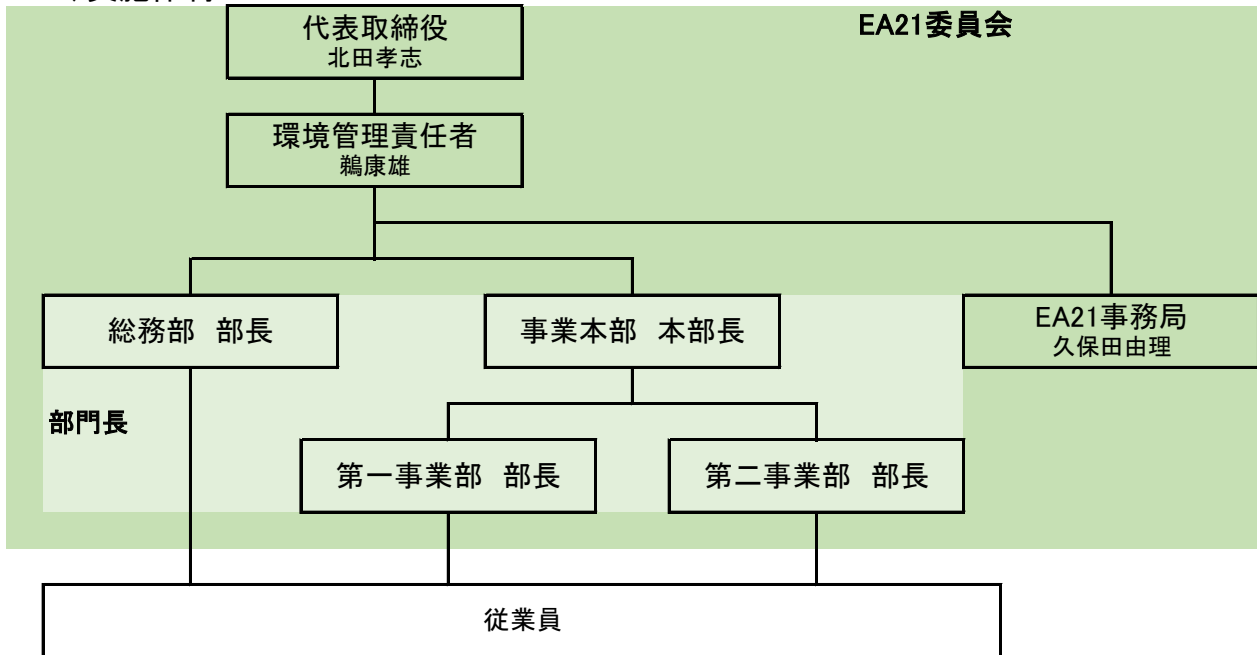 代表取締役
北田孝志
EA21委員会
環境管理責任者
鵜康雄
総務部 部長
事業本部 本部長
EA21事務局
久保田由理
部門長
第一事業部 部長
第二事業部 部長
従業員